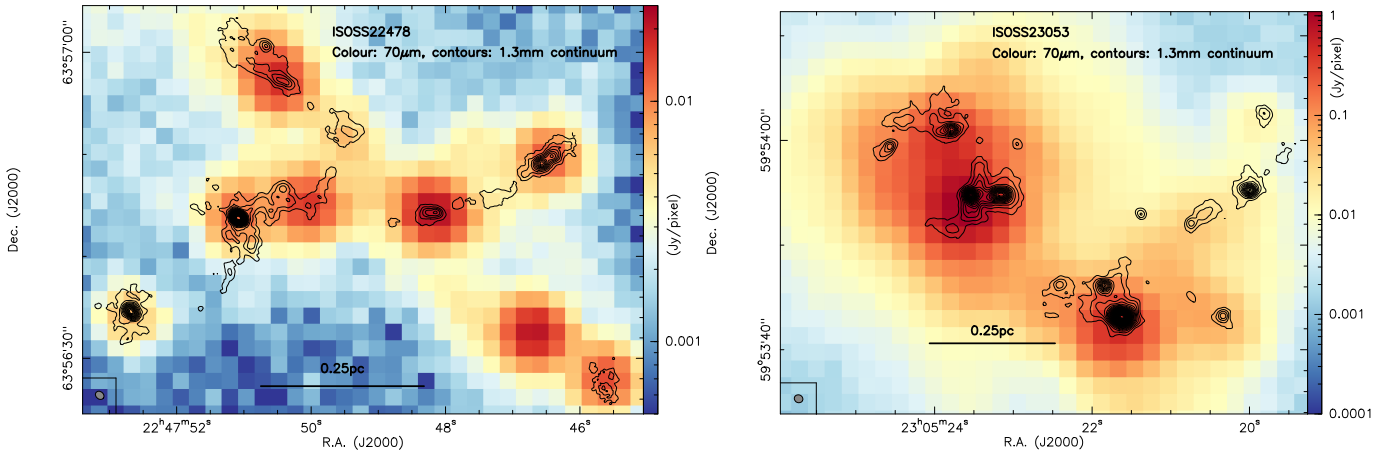 ISOSS22478
Colour: 70μm, contours: 1.3mm continuum
63°57'00"
63°56'30"
Dec. (J2000)
0.25pc
22ʰ47ᵐ52ˢ
50ˢ
48ˢ
46ˢ
R.A. (J2000)
0.01
0.001
(Jy/pixel)
ISOSS23053
Colour: 70μm, contours: 1.3mm continuum
59°54'00"
59°53'40"
Dec. (J2000)
0.25pc
23ʰ05ᵐ24ˢ
22ˢ
20ˢ
R.A. (J2000)
1
0.1
0.01
0.001
0.0001
(Jy/pixel)